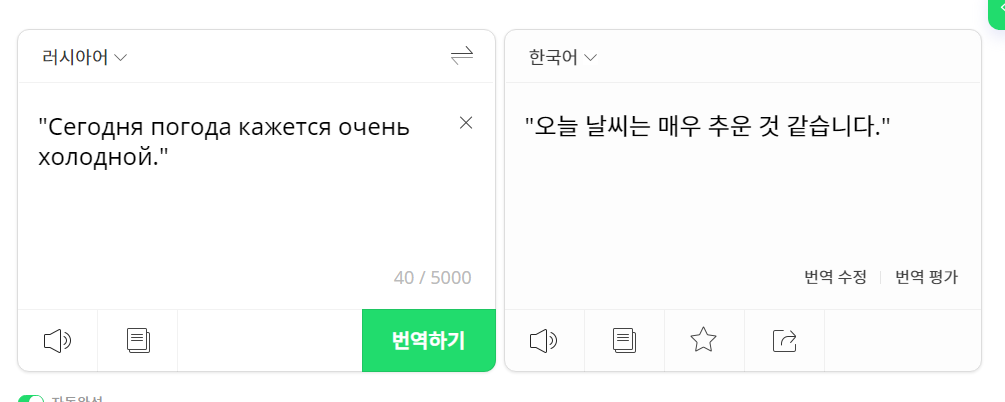 러시아어
한국어
"Сегодня погода кажется очень
холодной."
"오늘 날씨는 매우 추운 것 같습니다."
40 / 5000
번역 수정
번역 평가
번역하기